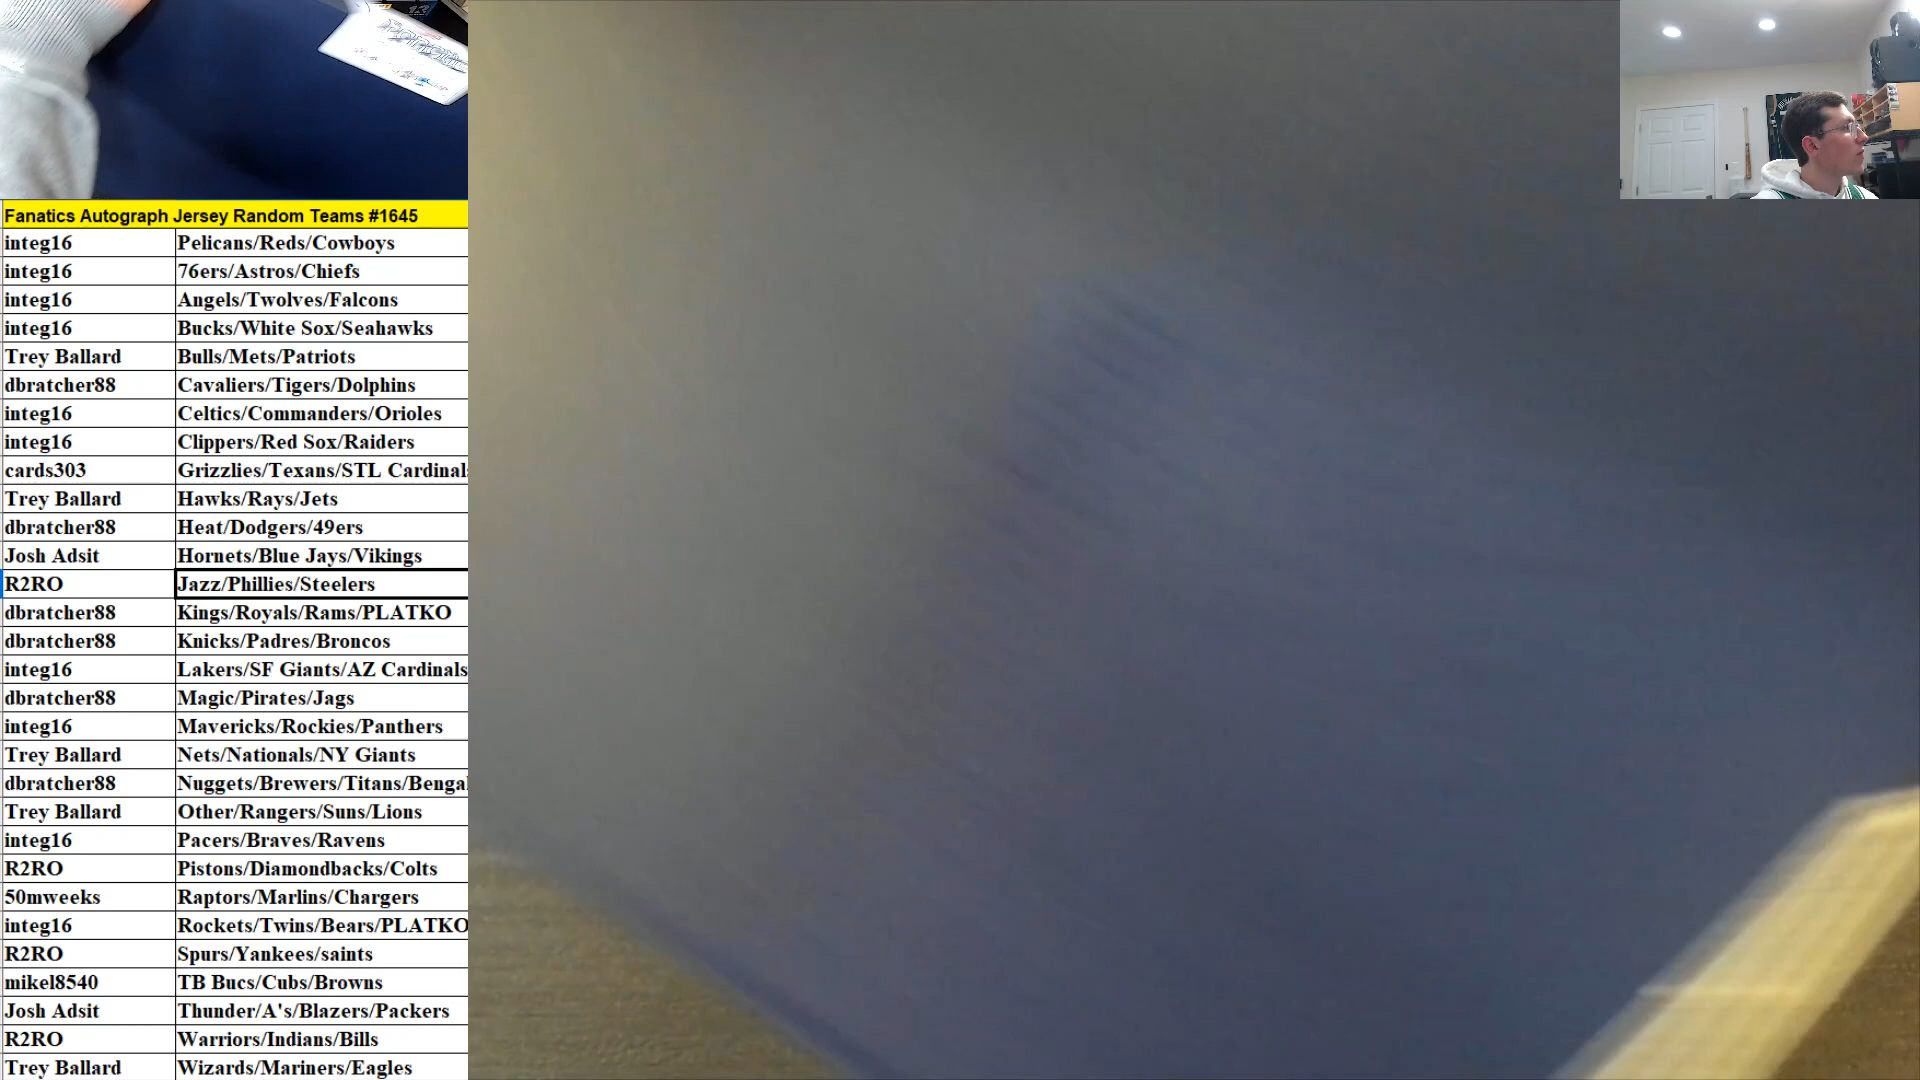 Fanatics Autograph Jersey Random Teams #1645
integ16 Pelicans/Reds/Cowboys
integ16 76ers/Astros/Chiefs
integ16 Angels/Twolves/Falcons
integ16 Bucks/White Sox/Seahawks
Trey Ballard Bulls/Mets/Patriots
dbratcher88 Cavaliers/Tigers/Dolphins
integ16 Celtics/Commanders/Orioles
integ16 Clippers/Red Sox/Raiders
cards303 Grizzlies/Texans/STL Cardinals
Trey Ballard Hawks/Rays/Jets
dbratcher88 Heat/Dodgers/49ers
Josh Adsit Hornets/Blue Jays/Vikings
R2RO Jazz/Phillies/Steelers
dbratcher88 Kings/Royals/Rams/PLATKO
dbratcher88 Knicks/Padres/Broncos
integ16 Lakers/SF Giants/AZ Cardinals
dbratcher88 Magic/Pirates/Jags
integ16 Mavericks/Rockies/Panthers
Trey Ballard Nets/Nationals/NY Giants
dbratcher88 Nuggets/Brewers/Titans/Benga
Trey Ballard Other/Rangers/Suns/Lions
integ16 Pacers/Braves/Ravens
R2RO Pistons/Diamondbacks/Colts
50mweeks Raptors/Marlins/Chargers
integ16 Rockets/Twins/Bears/PLATKO
R2RO Spurs/Yankees/saints
mikel8540 TB Bucs/Cubs/Browns
Josh Adsit Thunder/A's/Blazers/Packers
R2RO Warriors/Indians/Bills
Trey Ballard Wizards/Mariners/Eagles